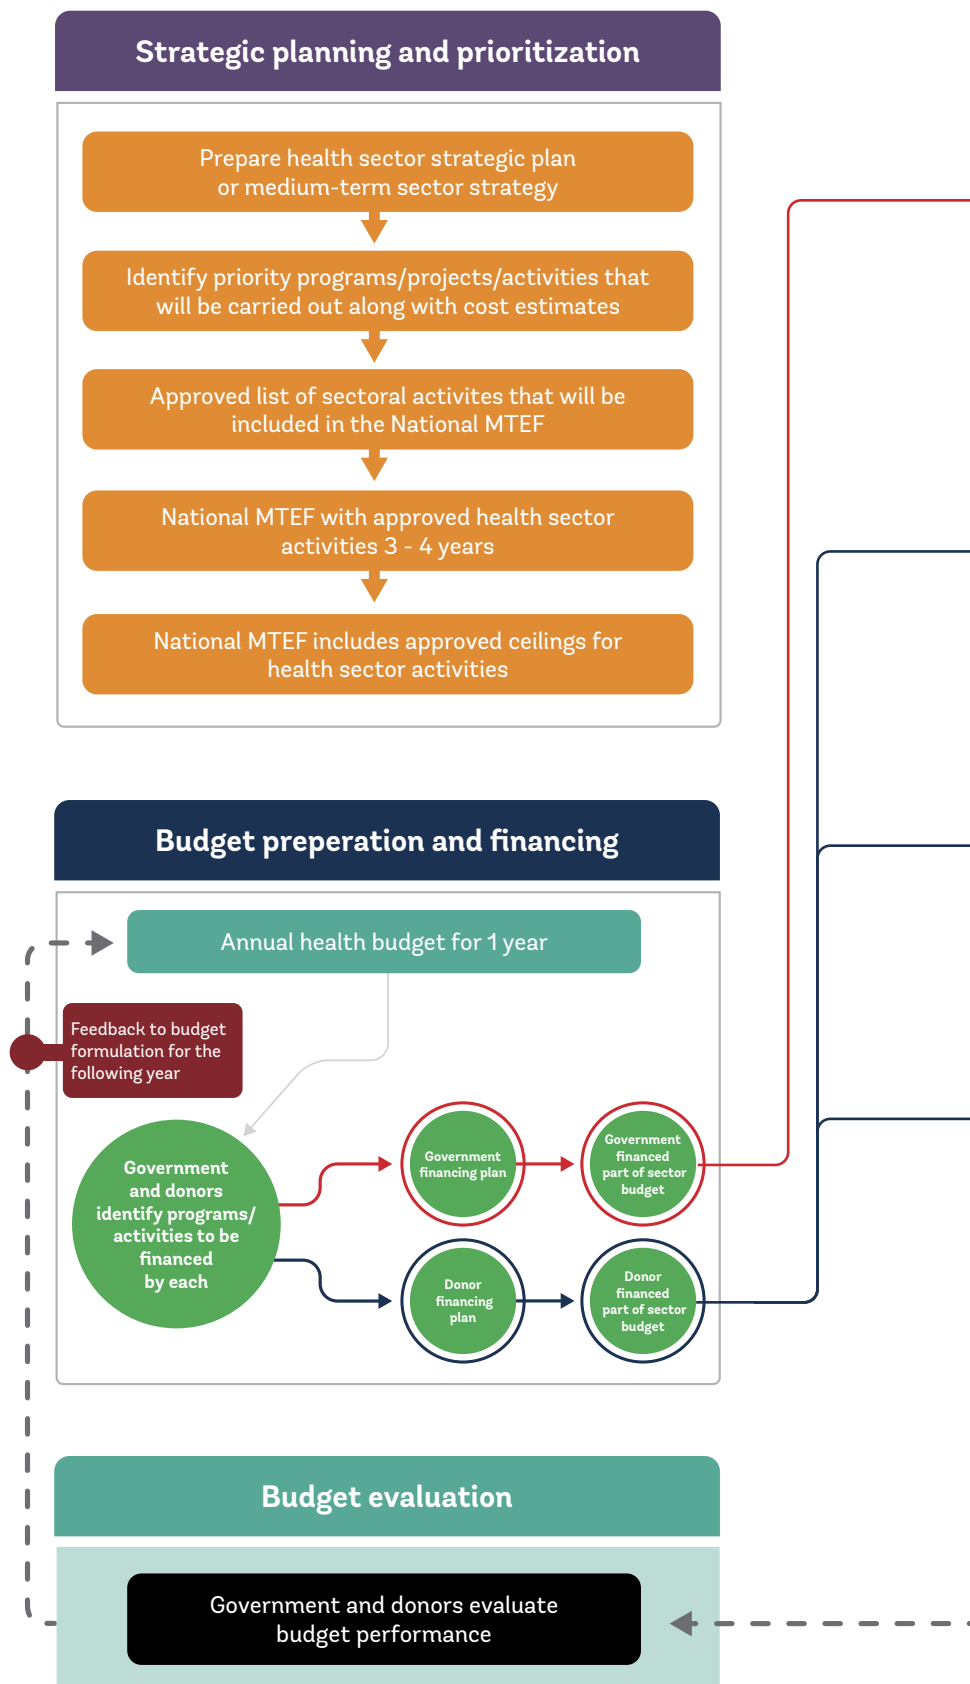 Strategic planning and prioritization
Prepare health sector strategic plan
or medium-term sector strategy
Identify priority programs/projects/activities that
will be carried out along with cost estimates
Approved list of sectoral activites that will be
included in the National MTEF
National MTEF with approved health sector
activities 3 - 4 years
National MTEF includes approved ceilings for
health sector activities
Budget preperation and financing
Annual health budget for 1 year
Feedback to budget
formulation for the
following year
Government
and donors
identify programs/
activities to be
financed
by each
Government
financing plan
Government
financed
part of sector
budget
Donor
financing
plan
Donor
financed
part of sector
budget
Budget evaluation
Government and donors evaluate
budget performance